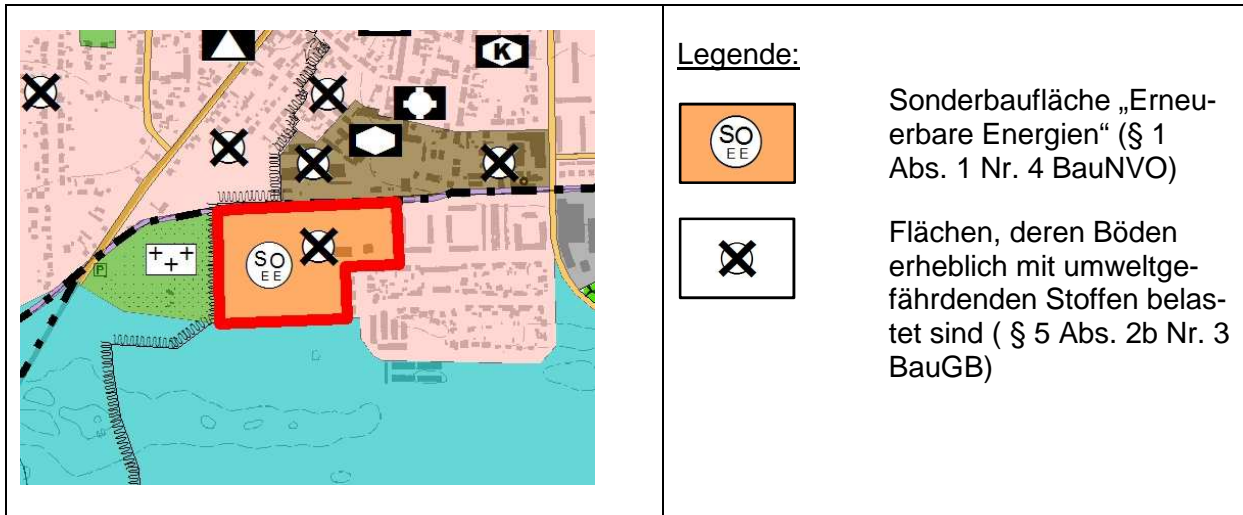 K
SO
EE
P
Legende:
SO
EE
Sonderbaufläche „Erneu-
erbare Energien“ (§ 1
Abs. 1 Nr. 4 BauNVO)
Flächen, deren Böden
erheblich mit umweltge-
fährdenden Stoffen belas-
tet sind ( § 5 Abs. 2b Nr. 3
BauGB)